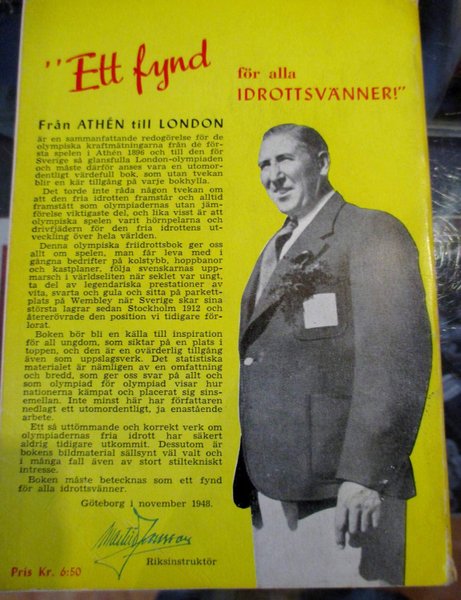 "Ett fynd
för alla
IDROTTSVÄNNER!"
Från ATHÉN till LONDON
är en sammanfattande redogörelse för de
olympiska kraftmätningarna från de för-
sta spelen i Athén 1896 och till den för
Sverige så glansfulla London-olympiaden
och måste därför anses vara en utomor-
dentligt värdefull bok, som utan tvekan
blir en kär tillgång på varje bokhylla.
Det torde inte råda någon tvekan om
att den fria idrotten framstår och alltid
framstått som olympiadernas utan jäm-
förelse viktigaste del, och lika visst är att
olympiska spelen varit hörnpelarna och
drivfjädern för den fria idrottens ut-
veckling över hela världen.
Denna olympiska friidrottsbok ger oss
allt om spelen, man får leva med i
gångna bedrifter på kolstybb, hoppbanor
och kastplaner, följa svenskarnas upp-
marsch i världseliten när seklet var ungt,
ta del av legendariska prestationer av
vita, svarta och gula och sitta på parkett-
plats på Wembley när Sverige skar sina
största lagrar sedan Stockholm 1912 och
återerövrade den position vi tidigare för-
lorat.
Boken bör bli en källa till inspiration
för all ungdom, som siktar på en plats i
toppen, och den är en ovärderlig tillgång
även som uppslagsverk. Det statistiska
materialet är nämligen av en omfattning
och bredd, som ger oss svar på allt och
som olympiad för olympiad visar hur
nationerna kämpat och placerat sig sins-
emellan. Inte minst här har författaren
nedlagt ett utomordentligt, ja enastående
arbete.
Ett så uttömmande och korrekt verk om
olympiadernas fria idrott har säkert
aldrig tidigare utkommit. Dessutom är
bokens bildmaterial sällsynt väl valt och
i många fall även av stort stiltekniskt
intresse.
Boken måste betecknas som ett fynd
för alla idrottsvänner.
Göteborg i november 1948.
Riksinstruktör
Pris Kr. 6:50